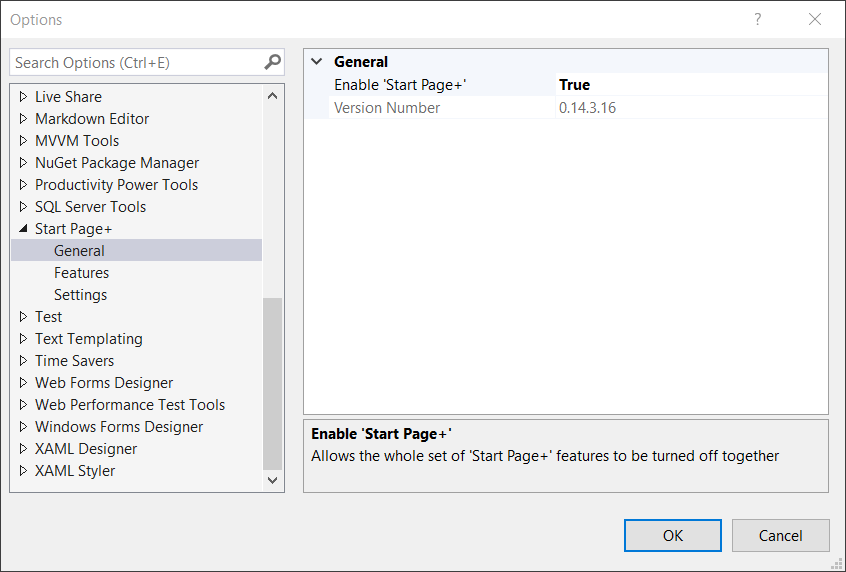 Options
?
Search Options (Ctrl+E)
Live Share
Markdown Editor
MVVM Tools
NuGet Package Manager
Productivity Power Tools
SQL Server Tools
Start Page+
General
Features
Settings
Test
Text Templating
Time Savers
Web Forms Designer
Web Performance Test Tools
Windows Forms Designer
XAML Designer
XAML Styler
General
Enable 'Start Page+' True
Version Number 0.14.3.16
Enable 'Start Page+'
Allows the whole set of 'Start Page+' features to be turned off together
OK Cancel